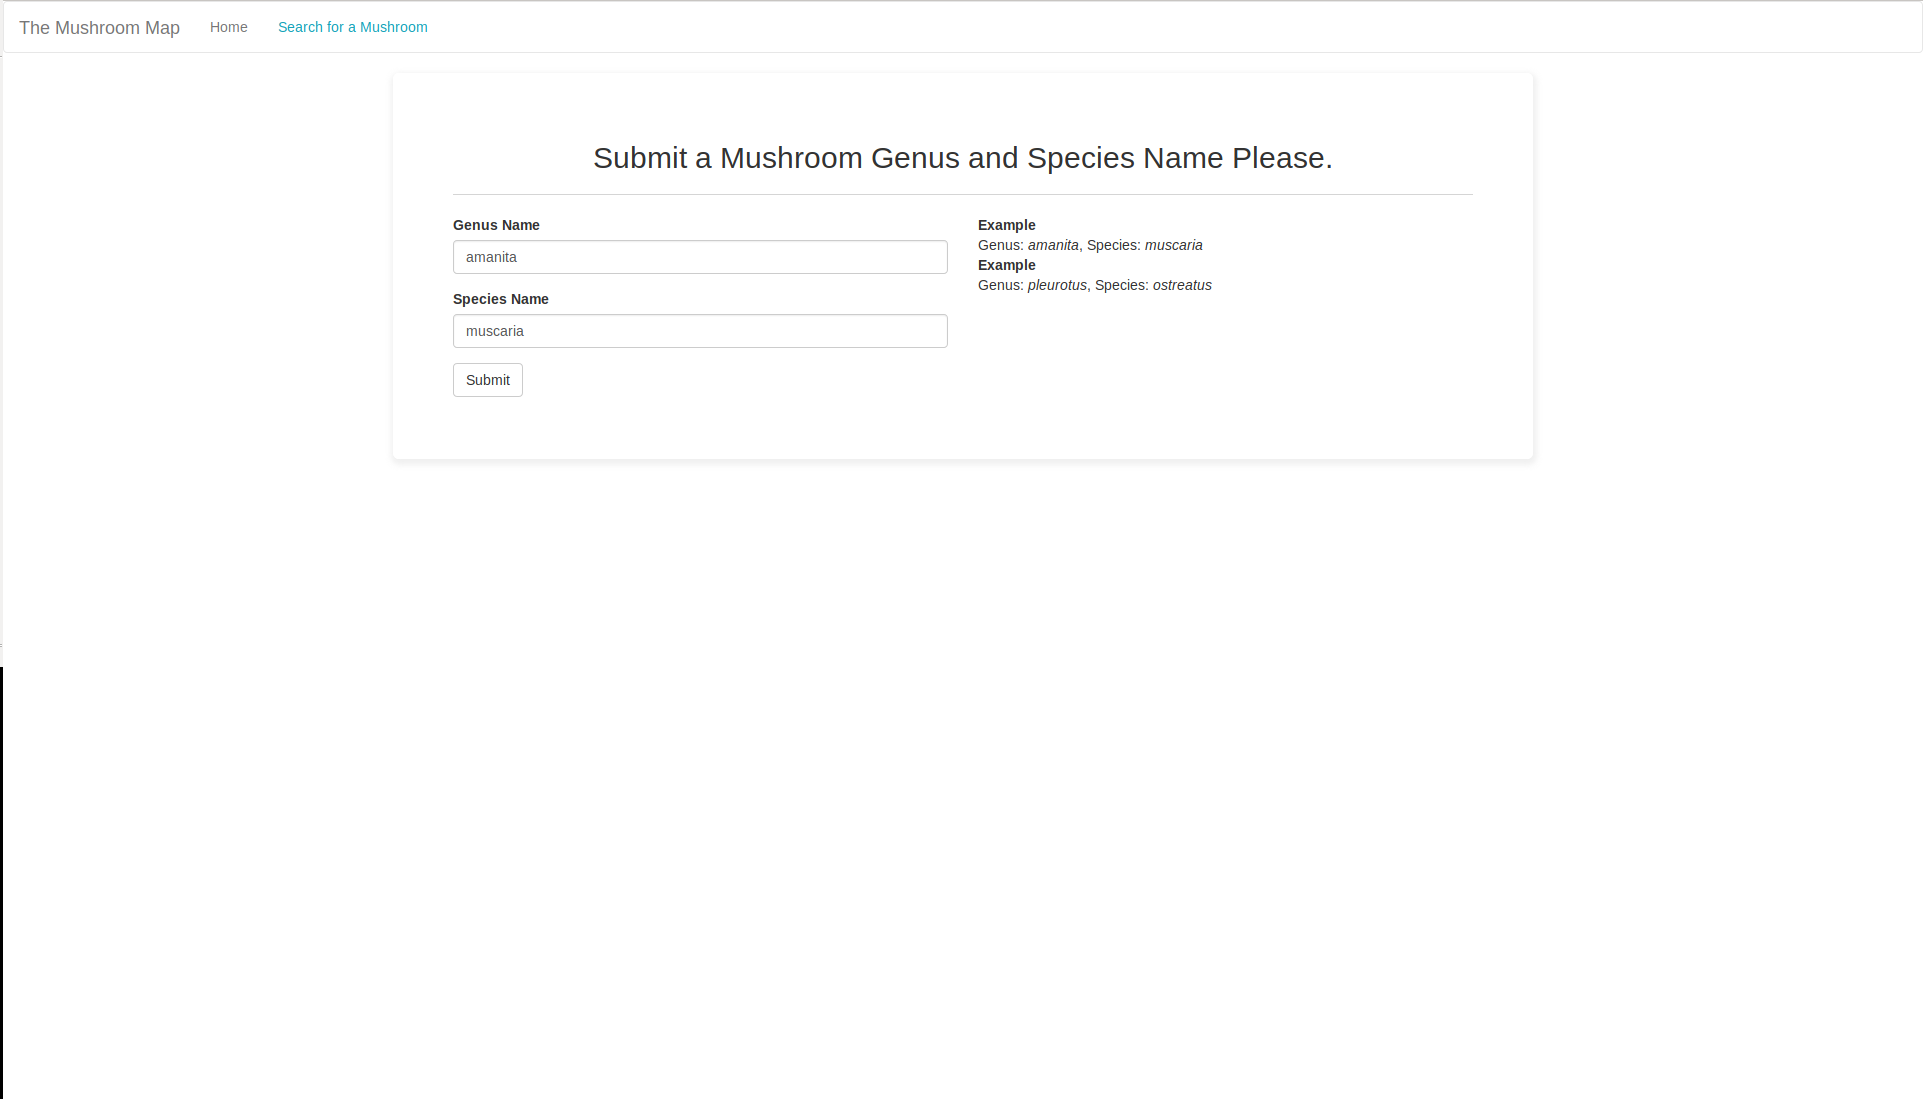 The Mushroom Map Home Search for a Mushroom
Submit a Mushroom Genus and Species Name Please.
Genus Name
amanita
Species Name
muscaria
Submit
Example
Genus: amanita, Species: muscaria
Example
Genus: pleurotus, Species: ostreatus